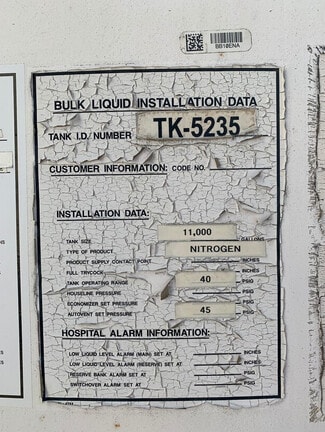 BB10ENA
BULK LIQUID INSTALLATION DATA
TANK I.D./ NUMBER TK-5235
CUSTOMER INFORMATION: CODE NO.
INSTALLATION DATA:
TANK SIZE 11,000 GALLONS
TYPE OF PRODUCT NITROGEN
PRODUCT SUPPLY CONTACT POINT
FULL TRYCOCK INCHES
TANK OPERATING RANGE 40 PSIG
HOUSELINE PRESSURE PSIG
ECONOMIZER SET PRESSURE PSIG
AUTOVENT SET PRESSURE 45 PSIG
HOSPITAL ALARM INFORMATION:
LOW LIQUID LEVEL ALARM (MAIN) SET AT INCHES
LOW LIQUID LEVEL ALARM (RESERVE) SET AT INCHES
RESERVE BANK ALARM SET AT PSIG
SWITCHOVER ALARM SET AT PSIG